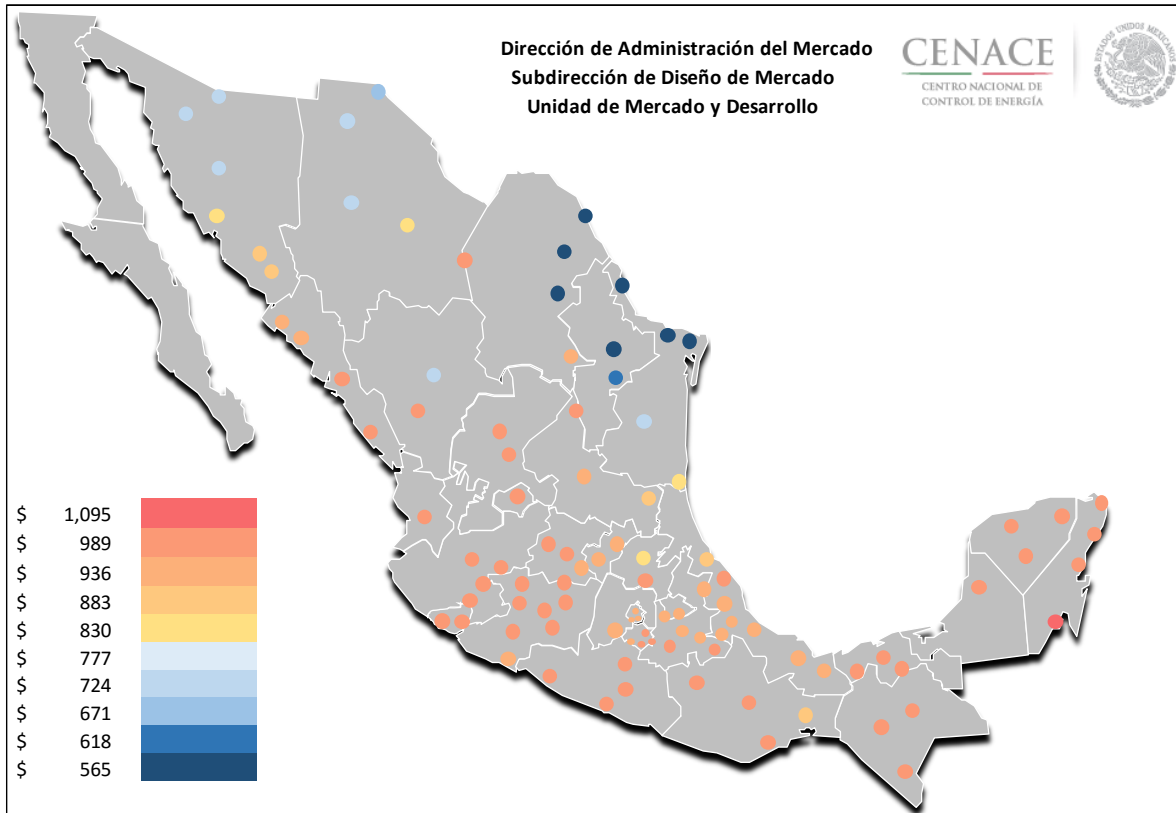 Dirección de Administración del Mercado
Subdirección de Diseño de Mercado
Unidad de Mercado y Desarrollo
CENACE
CENTRO NACIONAL DE
CONTROL DE ENERGÍA
ESTADOS UNIDOS MEXICANOS
$ 1,095
$ 989
$ 936
$ 883
$ 830
$ 777
$ 724
$ 671
$ 618
$ 565